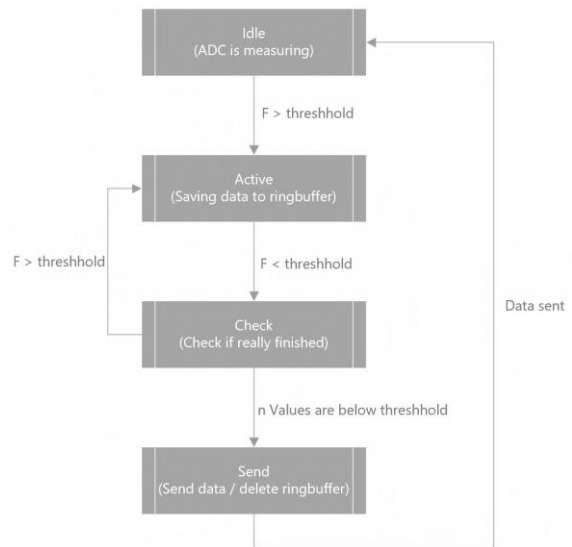 Idle
(ADC is measuring)
F > threshhold
Active
(Saving data to ringbuffer)
F > threshhold
F < threshhold
Check
(Check if really finished)
Data sent
n Values are below threshhold
Send
(Send data / delete ringbuffer)